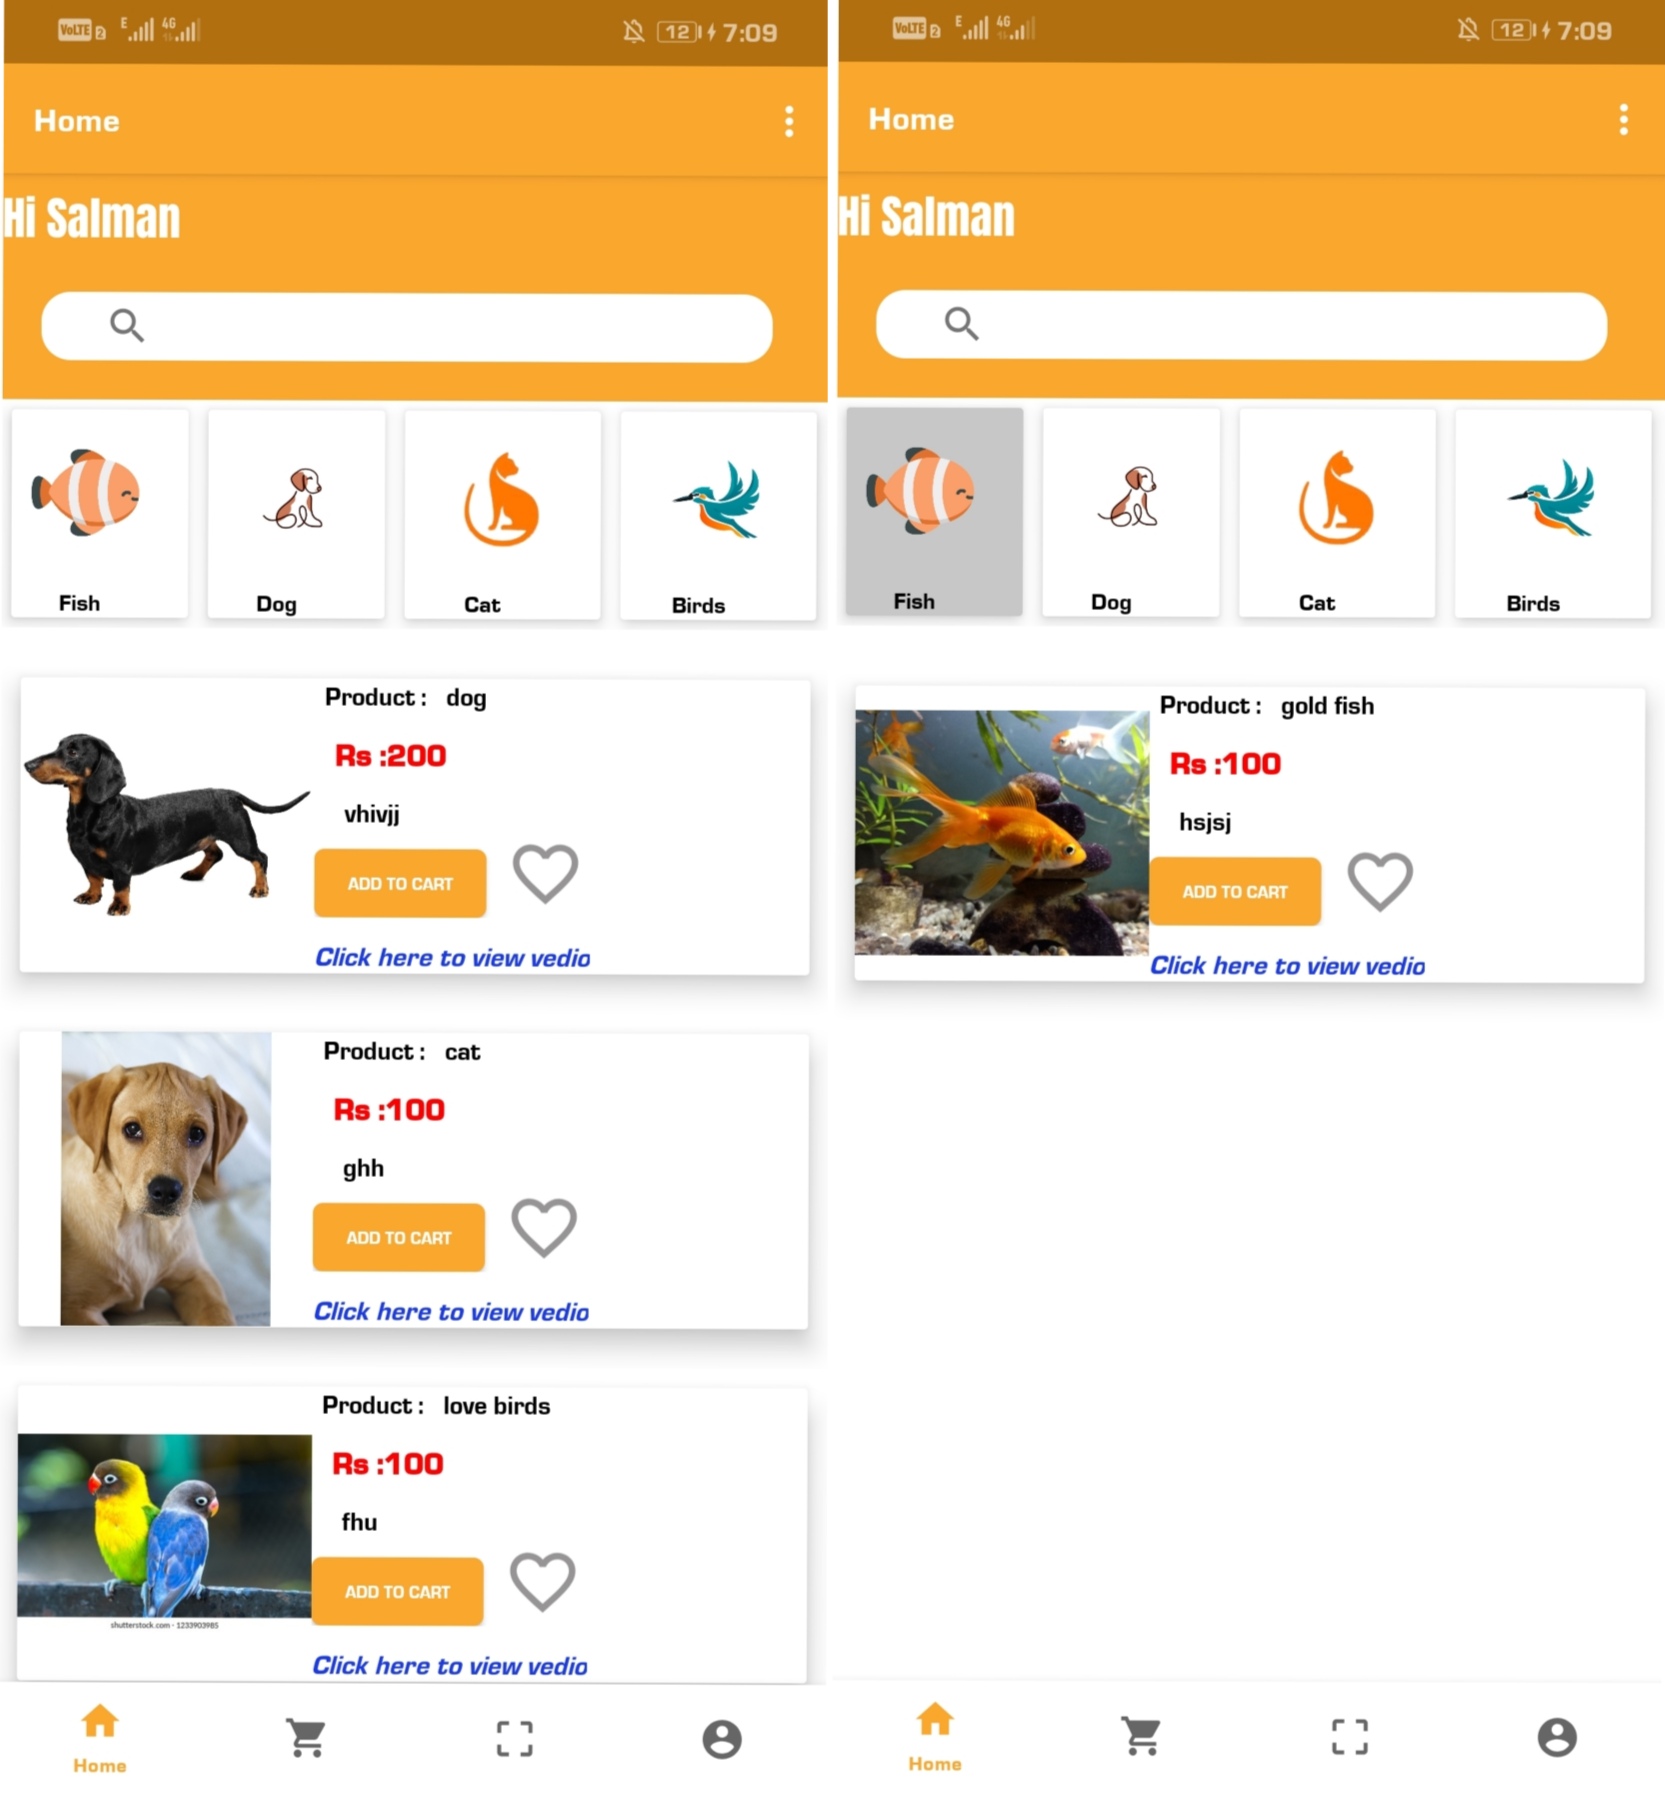 VoLTE 2 E 4G 12 7:09
Home
Hi Salman
Fish Dog Cat Birds
Product : dog
Rs :200
vhivjj
ADD TO CART
Click here to view vedio
Product : cat
Rs :100
ghh
ADD TO CART
Click here to view vedio
Product : love birds
Rs :100
fhu
ADD TO CART
shutterstock.com · 1233903985
Click here to view vedio
Home
VoLTE 2 E 4G 12 7:09
Home
Hi Salman
Fish Dog Cat Birds
Product : gold fish
Rs :100
hsjsj
ADD TO CART
Click here to view vedio
Home